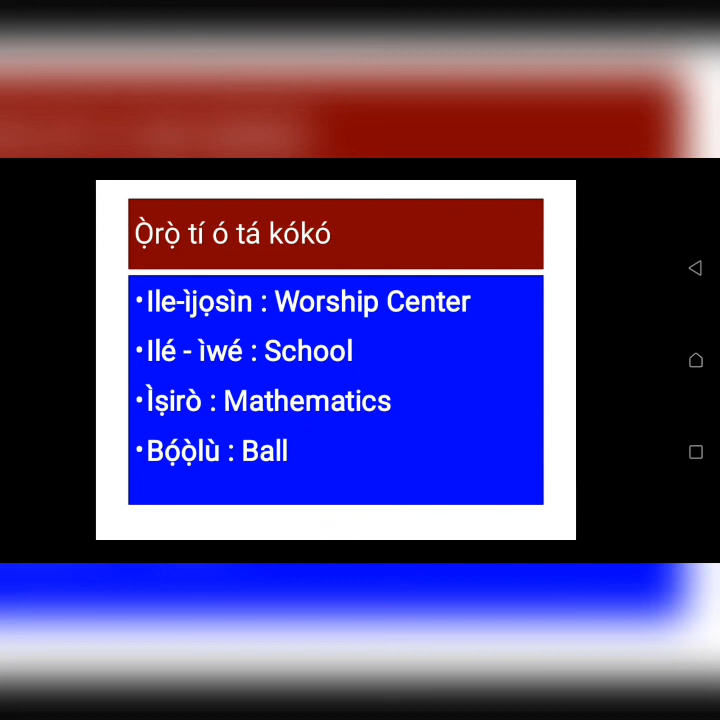 Ọ̀rọ̀ tí ó tá kókó
•Ile-ìjọsìn : Worship Center
•Ilé - ìwé : School
•Ìṣirò : Mathematics
•Bọ́ọ̀lù : Ball